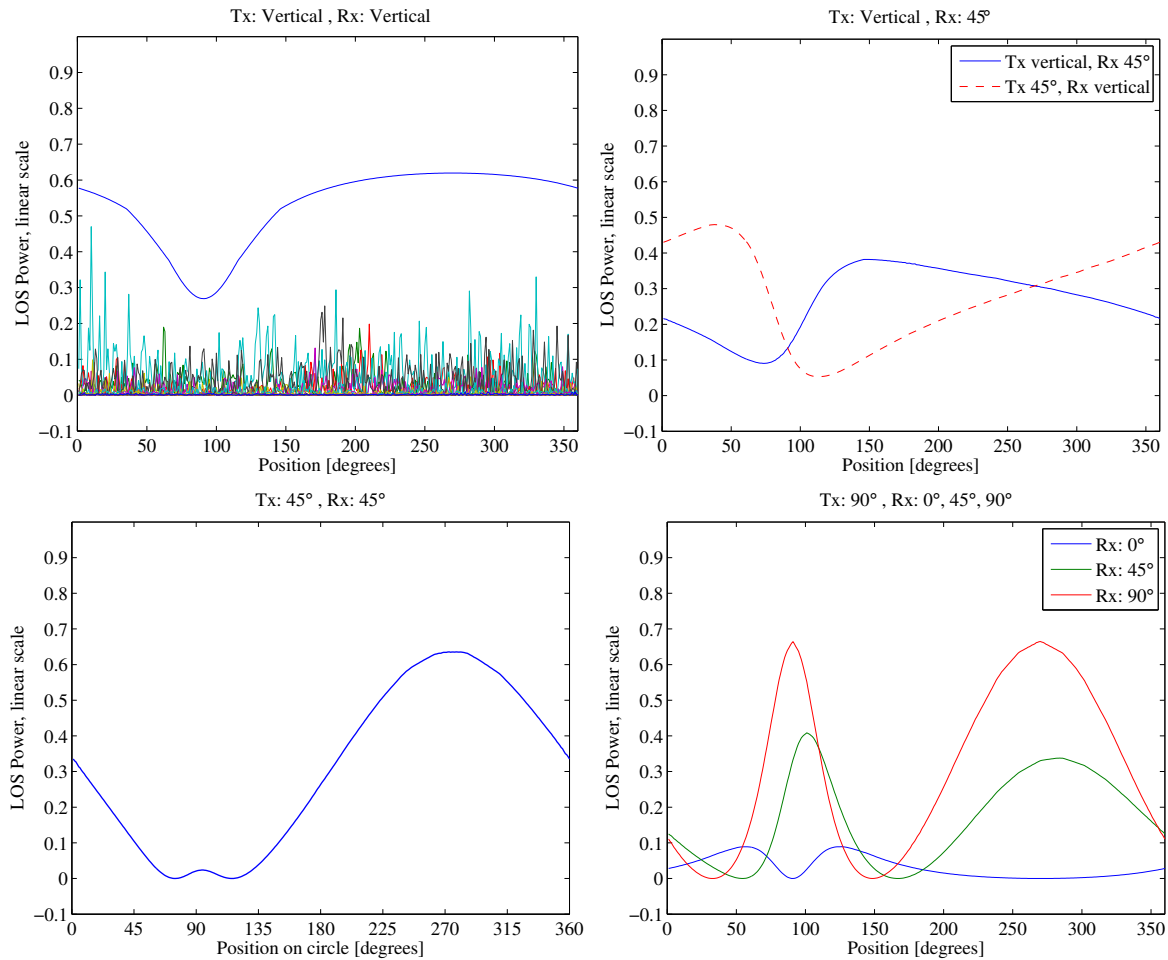 Tx: Vertical , Rx: Vertical
LOS Power, linear scale
0.9
0.8
0.7
0.6
0.5
0.4
0.3
0.2
0.1
0
−0.1
0 50 100 150 200 250 300 350
Position [degrees]
Tx: Vertical , Rx: 45°
Tx vertical, Rx 45°
Tx 45°, Rx vertical
LOS Power, linear scale
0.9
0.8
0.7
0.6
0.5
0.4
0.3
0.2
0.1
0
−0.1
0 50 100 150 200 250 300 350
Position [degrees]
Tx: 45° , Rx: 45°
LOS Power, linear scale
0.9
0.8
0.7
0.6
0.5
0.4
0.3
0.2
0.1
0
−0.1
0 45 90 135 180 225 270 315 360
Position on circle [degrees]
Tx: 90° , Rx: 0°, 45°, 90°
Rx: 0°
Rx: 45°
Rx: 90°
LOS Power, linear scale
0.9
0.8
0.7
0.6
0.5
0.4
0.3
0.2
0.1
0
−0.1
0 50 100 150 200 250 300 350
Position [degrees]